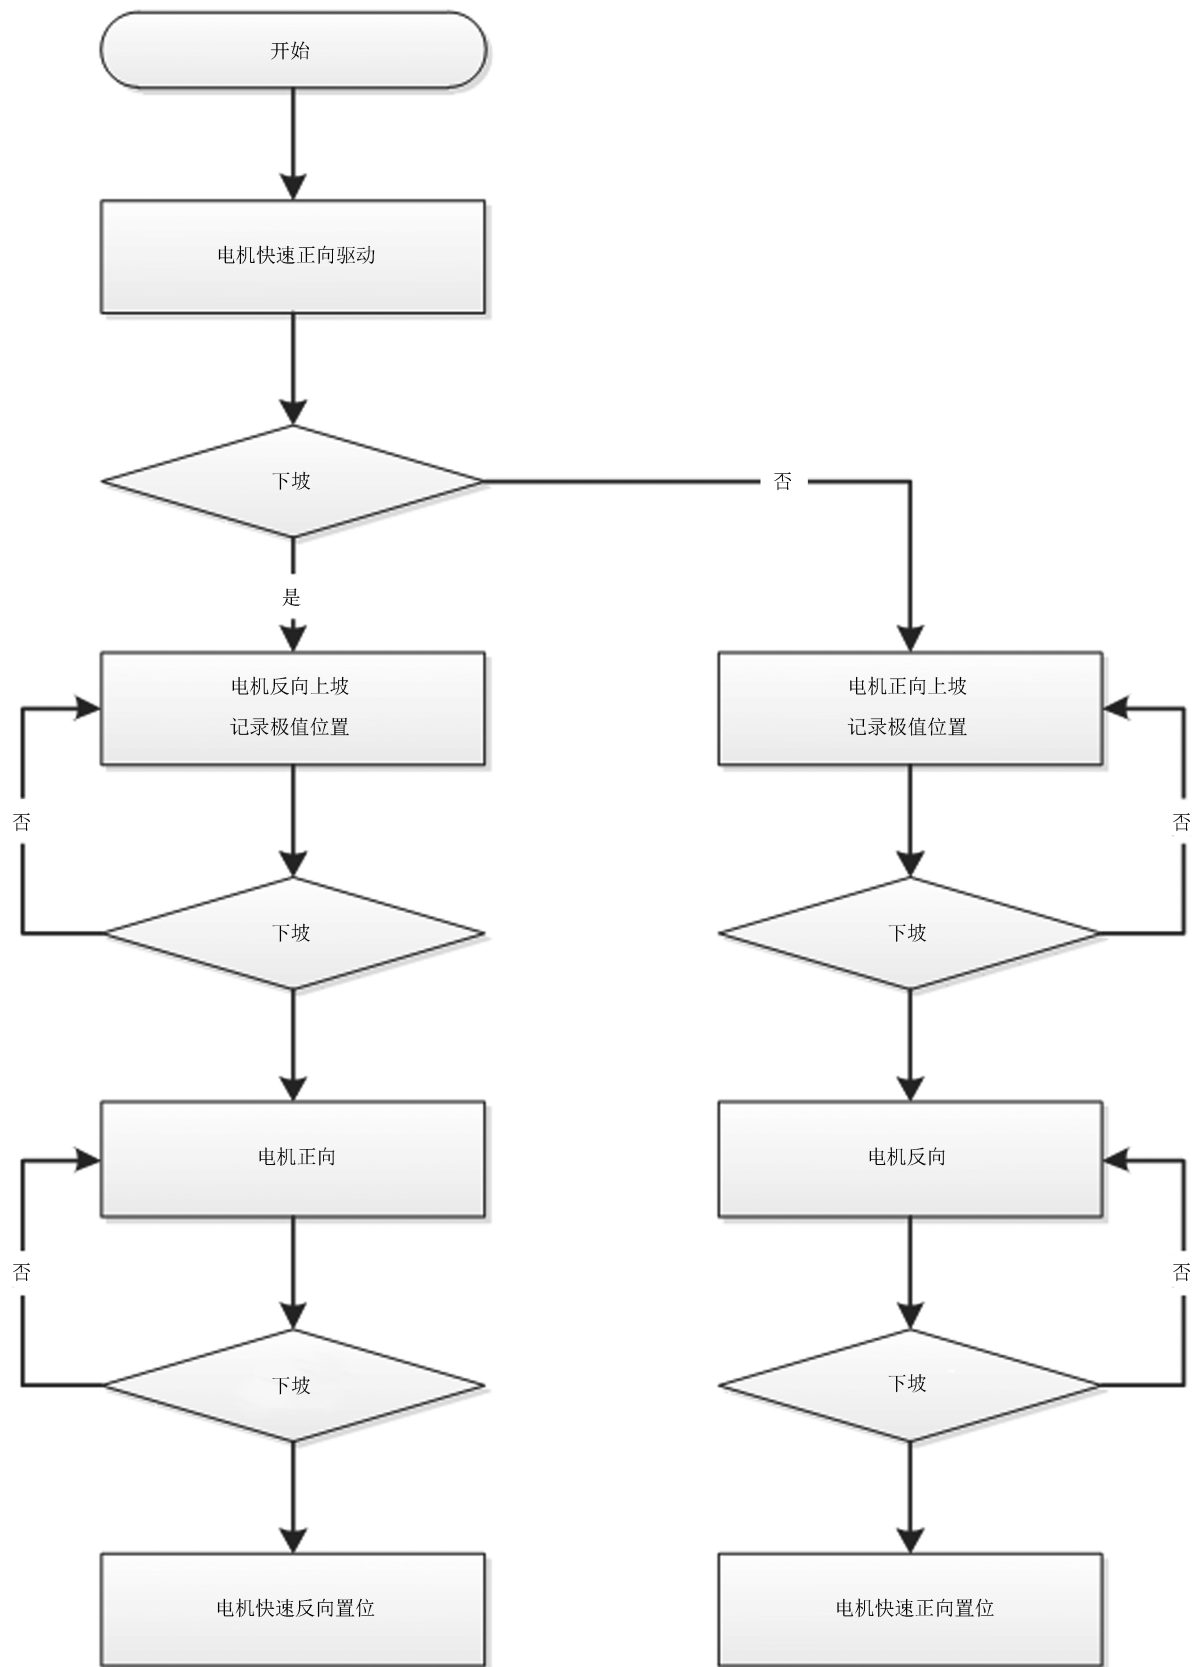 开始
电机快速正向驱动
下坡
否
是
电机反向上坡
记录极值位置
电机正向上坡
记录极值位置
否
否
下坡
下坡
电机正向
电机反向
否
否
下坡
下坡
电机快速反向置位
电机快速正向置位